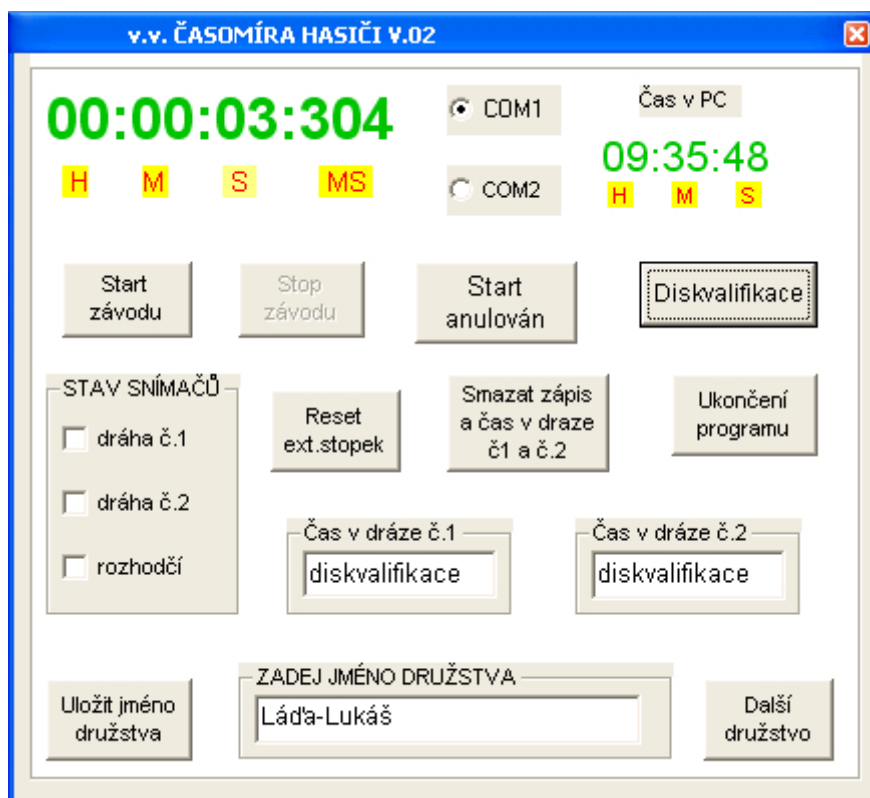 v.v. ČASOMÍRA HASIČI V.02
00:00:03:304
H M S MS
COM1
COM2
Čas v PC
09:35:48
H M S
Start
závodu
Stop
závodu
Start
anulován
Diskvalifikace
STAV SNÍMAČŮ
dráha č.1
dráha č.2
rozhodčí
Reset
ext.stopek
Smazat zápis
a čas v draze
č1 a č.2
Ukončení
programu
Čas v dráze č.1
diskvalifikace
Čas v dráze č.2
diskvalifikace
Uložit jméno
družstva
ZADEJ JMÉNO DRUŽSTVA
Láďa-Lukáš
Další
družstvo